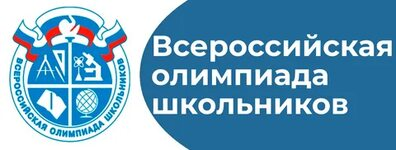 ВСЕРОССИЙСКАЯ ОЛИМПИАДА ШКОЛЬНИКОВ
Всероссийская
олимпиада
школьников